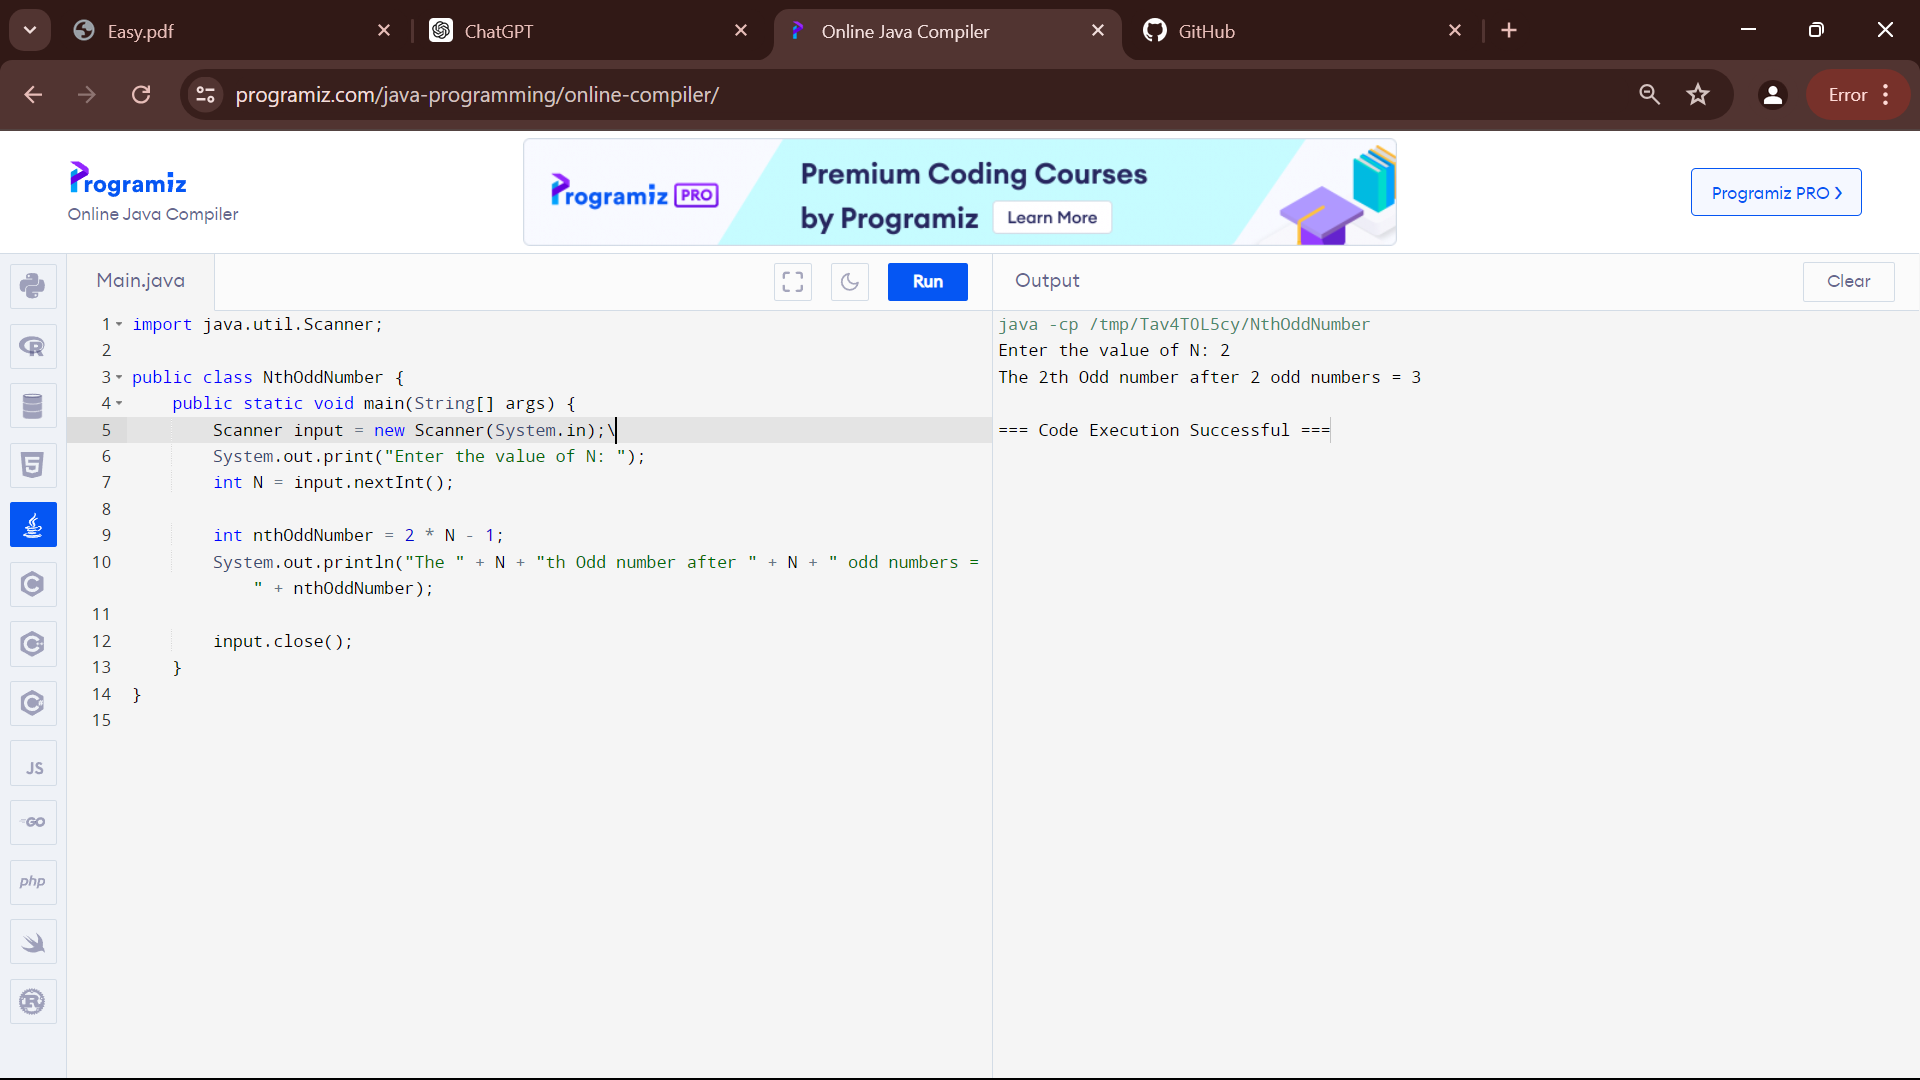 Easy.pdf
ChatGPT
Online Java Compiler
GitHub
programiz.com/java-programming/online-compiler/
Error
Programiz
Online Java Compiler
Programiz PRO
Premium Coding Courses
by Programiz
Learn More
Programiz PRO
Main.java
Run
Output
Clear
1 import java.util.Scanner;
2
3 public class NthOddNumber {
4     public static void main(String[] args) {
5         Scanner input = new Scanner(System.in);\
6         System.out.print("Enter the value of N: ");
7         int N = input.nextInt();
8
9         int nthOddNumber = 2 * N - 1;
10         System.out.println("The " + N + "th Odd number after " + N + " odd numbers =
            " + nthOddNumber);
11
12         input.close();
13     }
14 }
15
java -cp /tmp/Tav4TOL5cy/NthOddNumber
Enter the value of N: 2
The 2th Odd number after 2 odd numbers = 3
=== Code Execution Successful ===
R
5
C
C
C
JS
GO
php
R